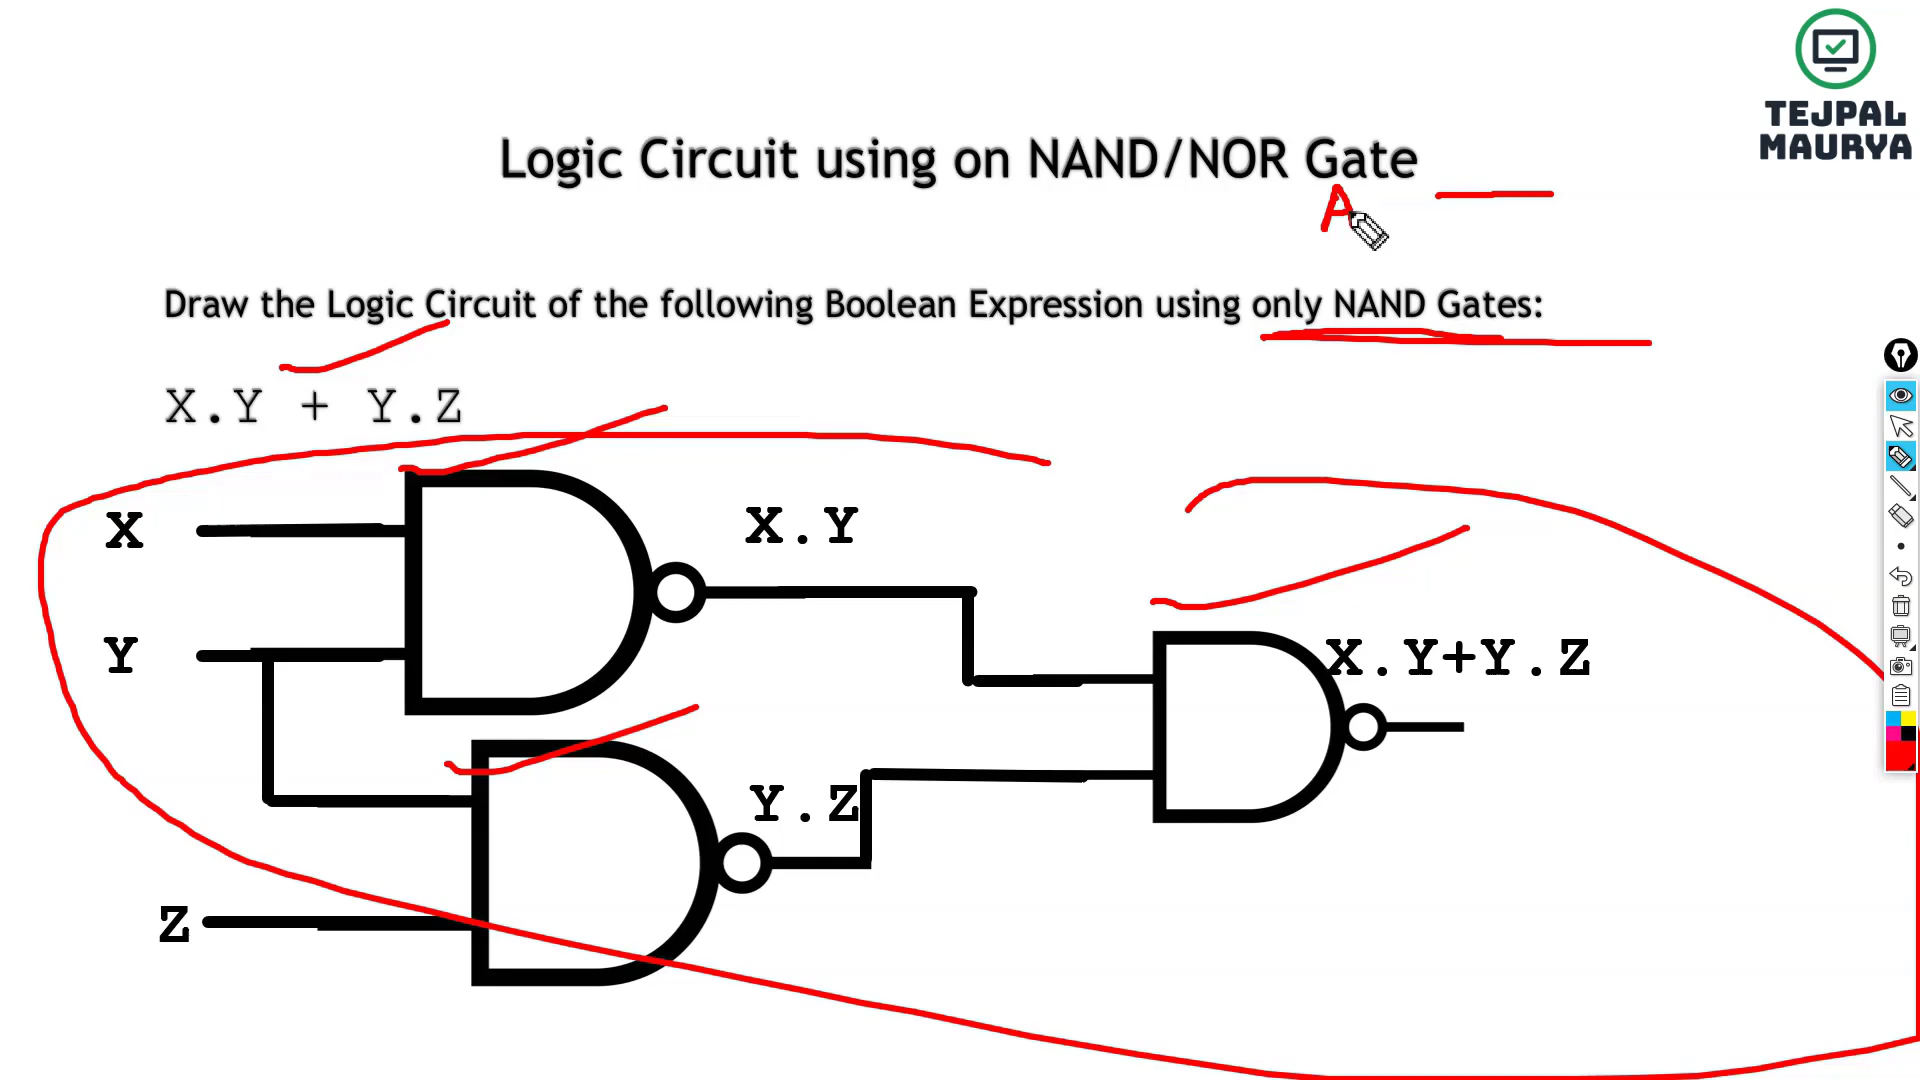 TEJPAL
MAURYA
Logic Circuit using on NAND/NOR Gate
A
Draw the Logic Circuit of the following Boolean Expression using only NAND Gates:
X.Y + Y.Z
X
X.Y
Y
X.Y+Y.Z
Y.Z
Z